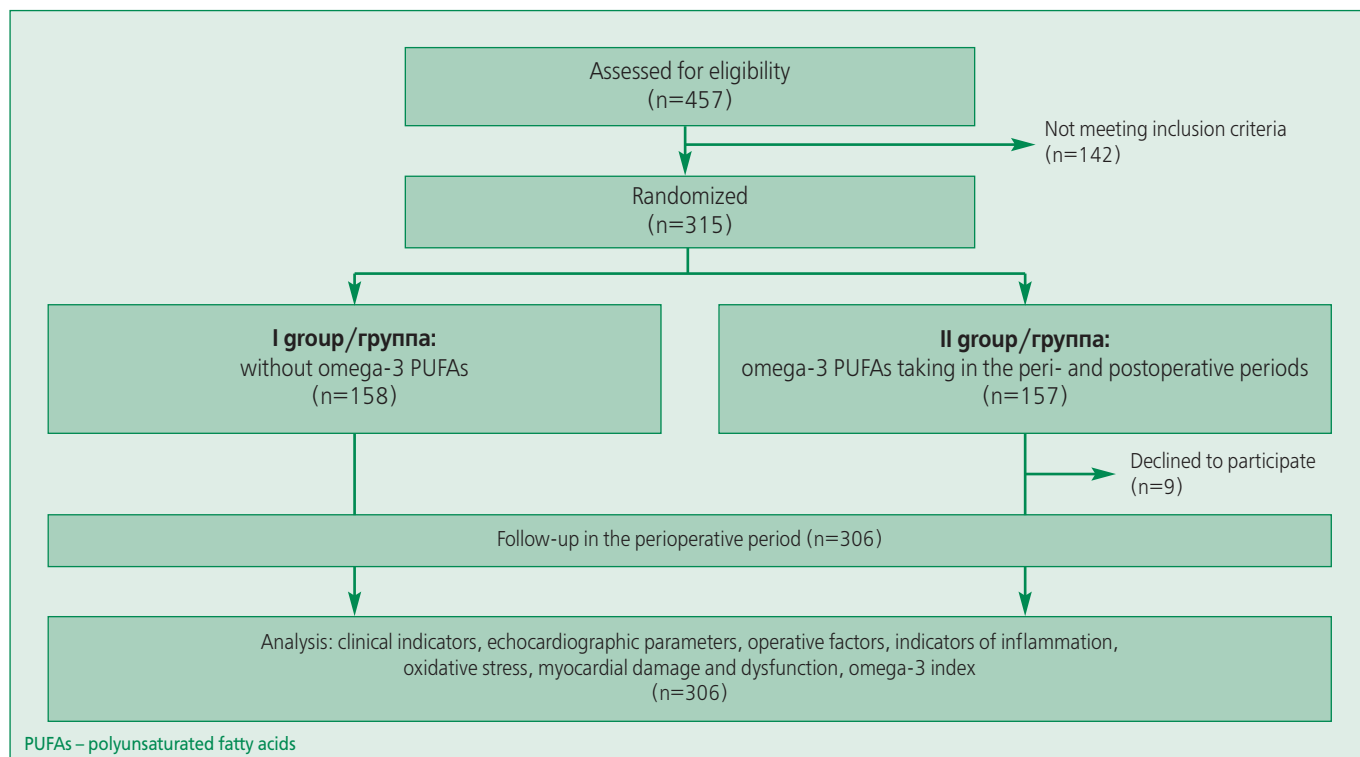 Assessed for eligibility
(n=457)
Not meeting inclusion criteria
(n=142)
Randomized
(n=315)
I group/группа:
without omega-3 PUFAs
(n=158)
II group/группа:
omega-3 PUFAs taking in the peri- and postoperative periods
(n=157)
Declined to participate
(n=9)
Follow-up in the perioperative period (n=306)
Analysis: clinical indicators, echocardiographic parameters, operative factors, indicators of inflammation,
oxidative stress, myocardial damage and dysfunction, omega-3 index
(n=306)
PUFAs – polyunsaturated fatty acids